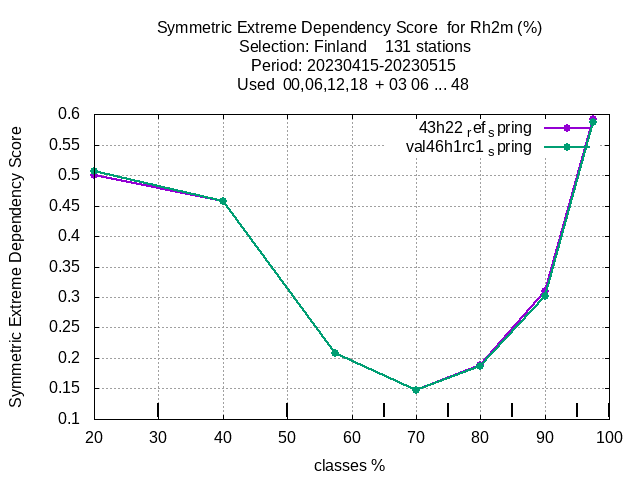 Symmetric Extreme Dependency Score for Rh2m (%)
Selection: Finland 131 stations
Period: 20230415-20230515
Used 00,06,12,18 + 03 06 ... 48
43h22 ref spring
val46h1rc1 spring
Symmetric Extreme Dependency Score
0.6
0.55
0.5
0.45
0.4
0.35
0.3
0.25
0.2
0.15
0.1
20 30 40 50 60 70 80 90 100
classes %